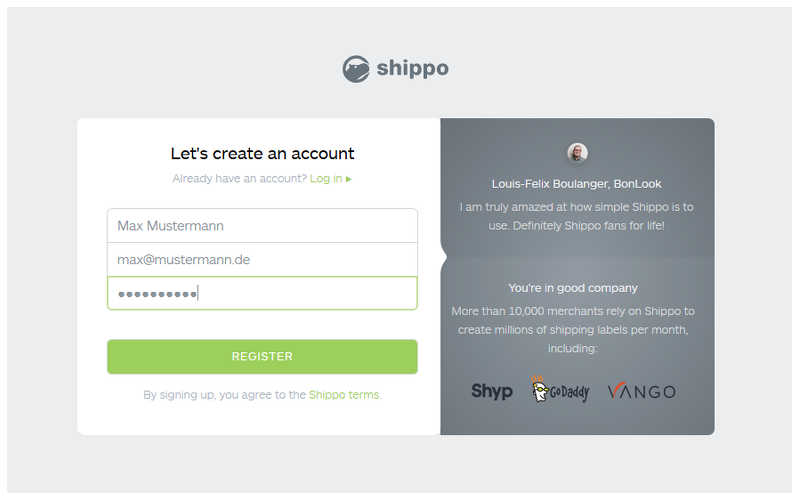 shippo
Let's create an account
Already have an account? Log in ▸
Max Mustermann
max@mustermann.de
••••••••••
REGISTER
By signing up, you agree to the Shippo terms.
Louis-Felix Boulanger, BonLook
I am truly amazed at how simple Shippo is to
use. Definitely Shippo fans for life!
You're in good company
More than 10,000 merchants rely on Shippo to
create millions of shipping labels per month,
including:
Shyp GoDaddy VANGO